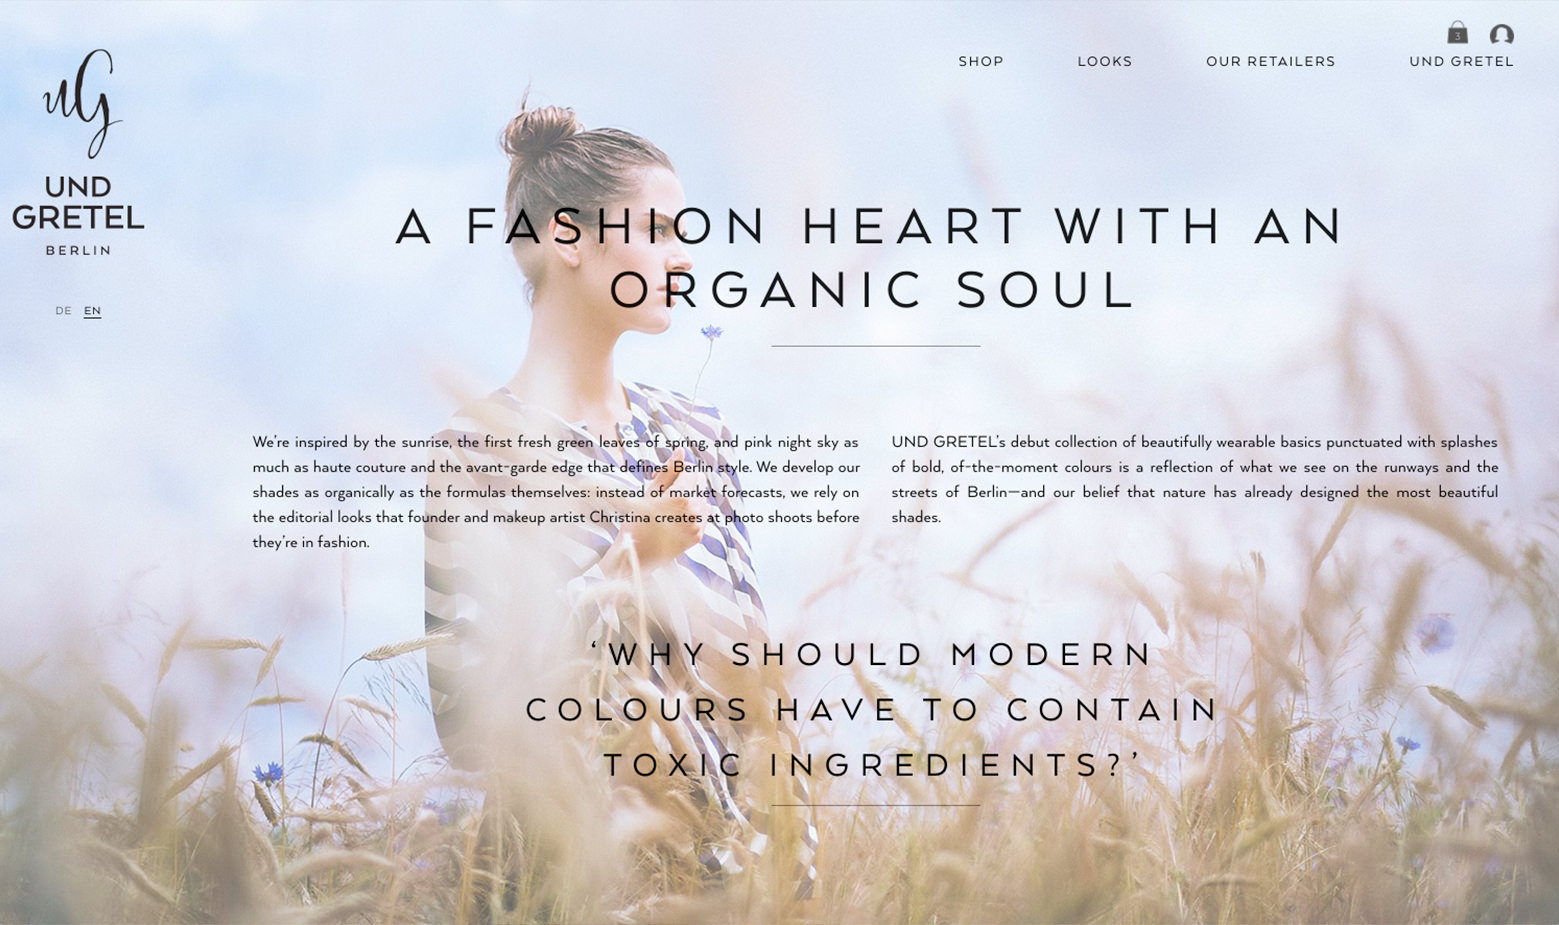 uG
UND
GRETEL
BERLIN
DE EN
3
SHOP LOOKS OUR RETAILERS UND GRETEL
A FASHION HEART WITH AN
ORGANIC SOUL
We're inspired by the sunrise, the first fresh green leaves of spring, and pink night sky as
much as haute couture and the avant-garde edge that defines Berlin style. We develop our
shades as organically as the formulas themselves: instead of market forecasts, we rely on
the editorial looks that founder and makeup artist Christina creates at photo shoots before
they're in fashion.
UND GRETEL's debut collection of beautifully wearable basics punctuated with splashes
of bold, of-the-moment colours is a reflection of what we see on the runways and the
streets of Berlin—and our belief that nature has already designed the most beautiful
shades.
‘WHY SHOULD MODERN
COLOURS HAVE TO CONTAIN
TOXIC INGREDIENTS?’